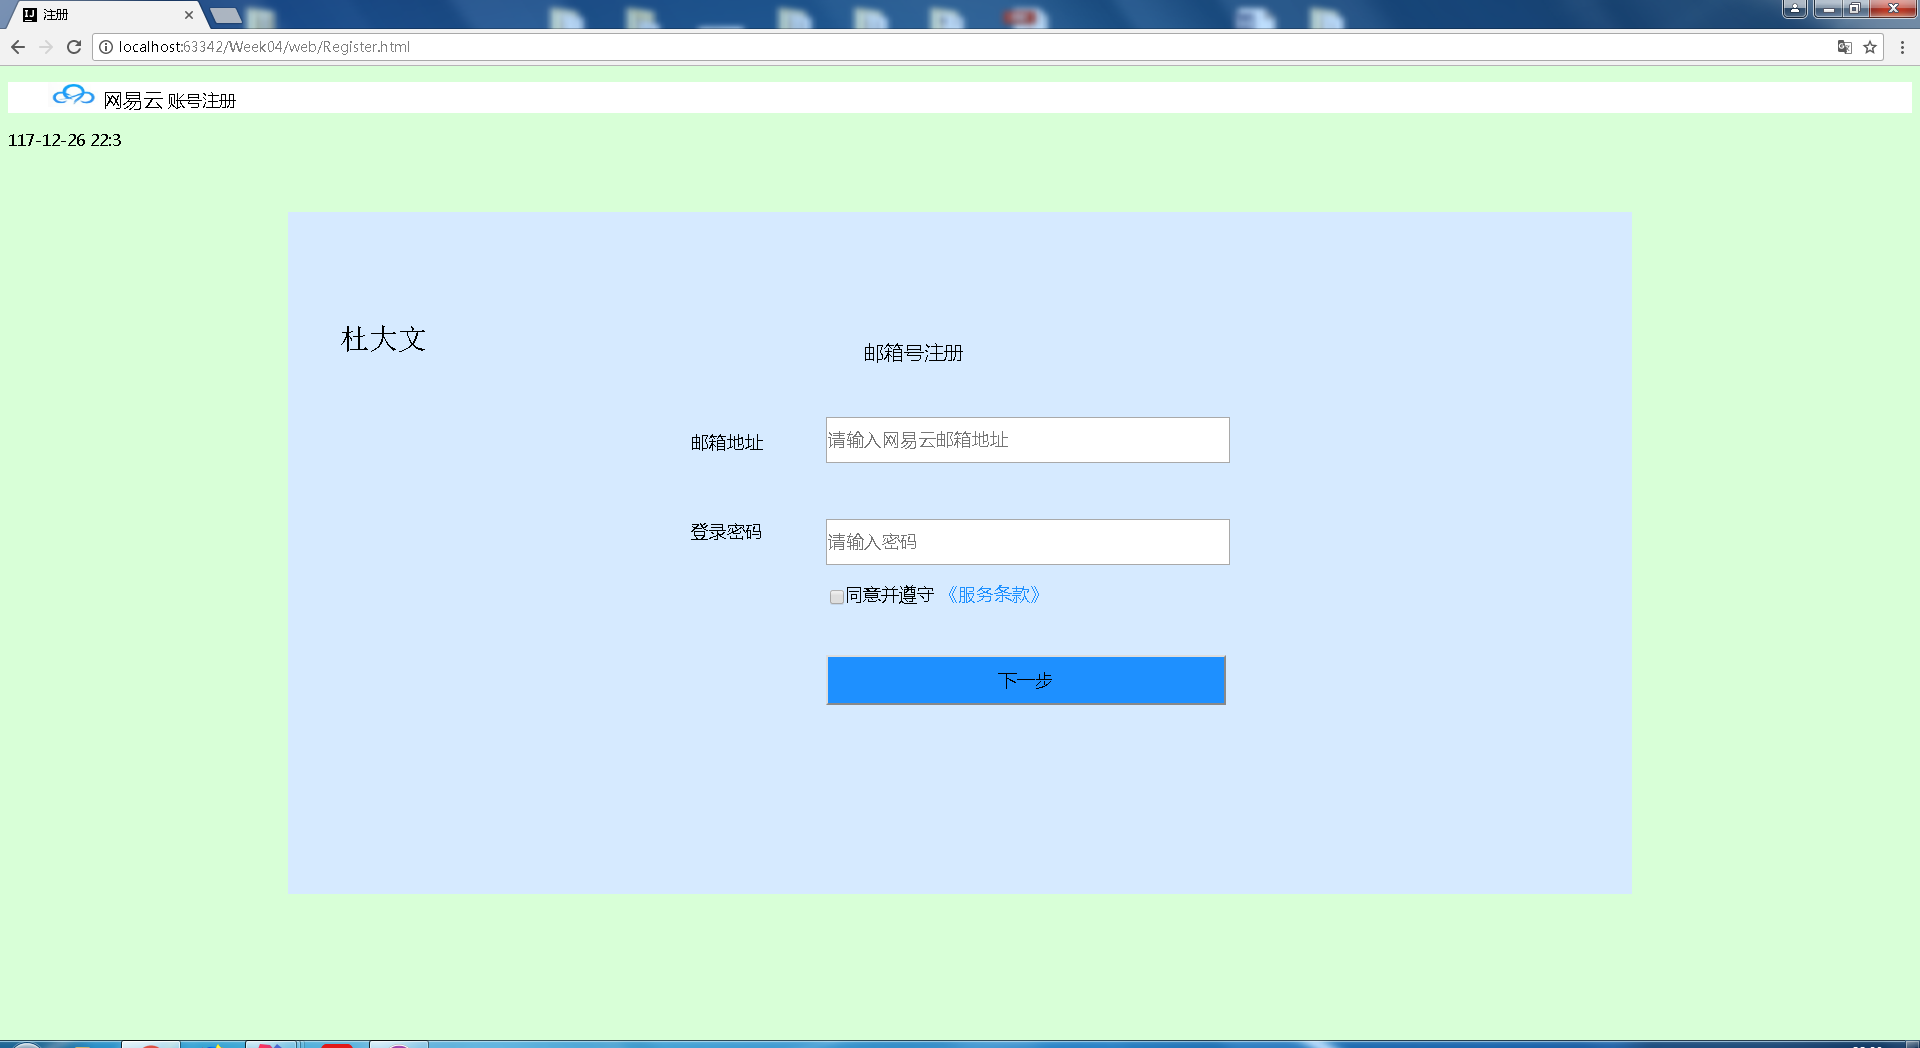 注册
localhost:63342/Week04/web/Register.html
网易云 账号注册
117-12-26 22:3
杜大文
邮箱号注册
邮箱地址
请输入网易云邮箱地址
登录密码
请输入密码
同意并遵守 《服务条款》
下一步